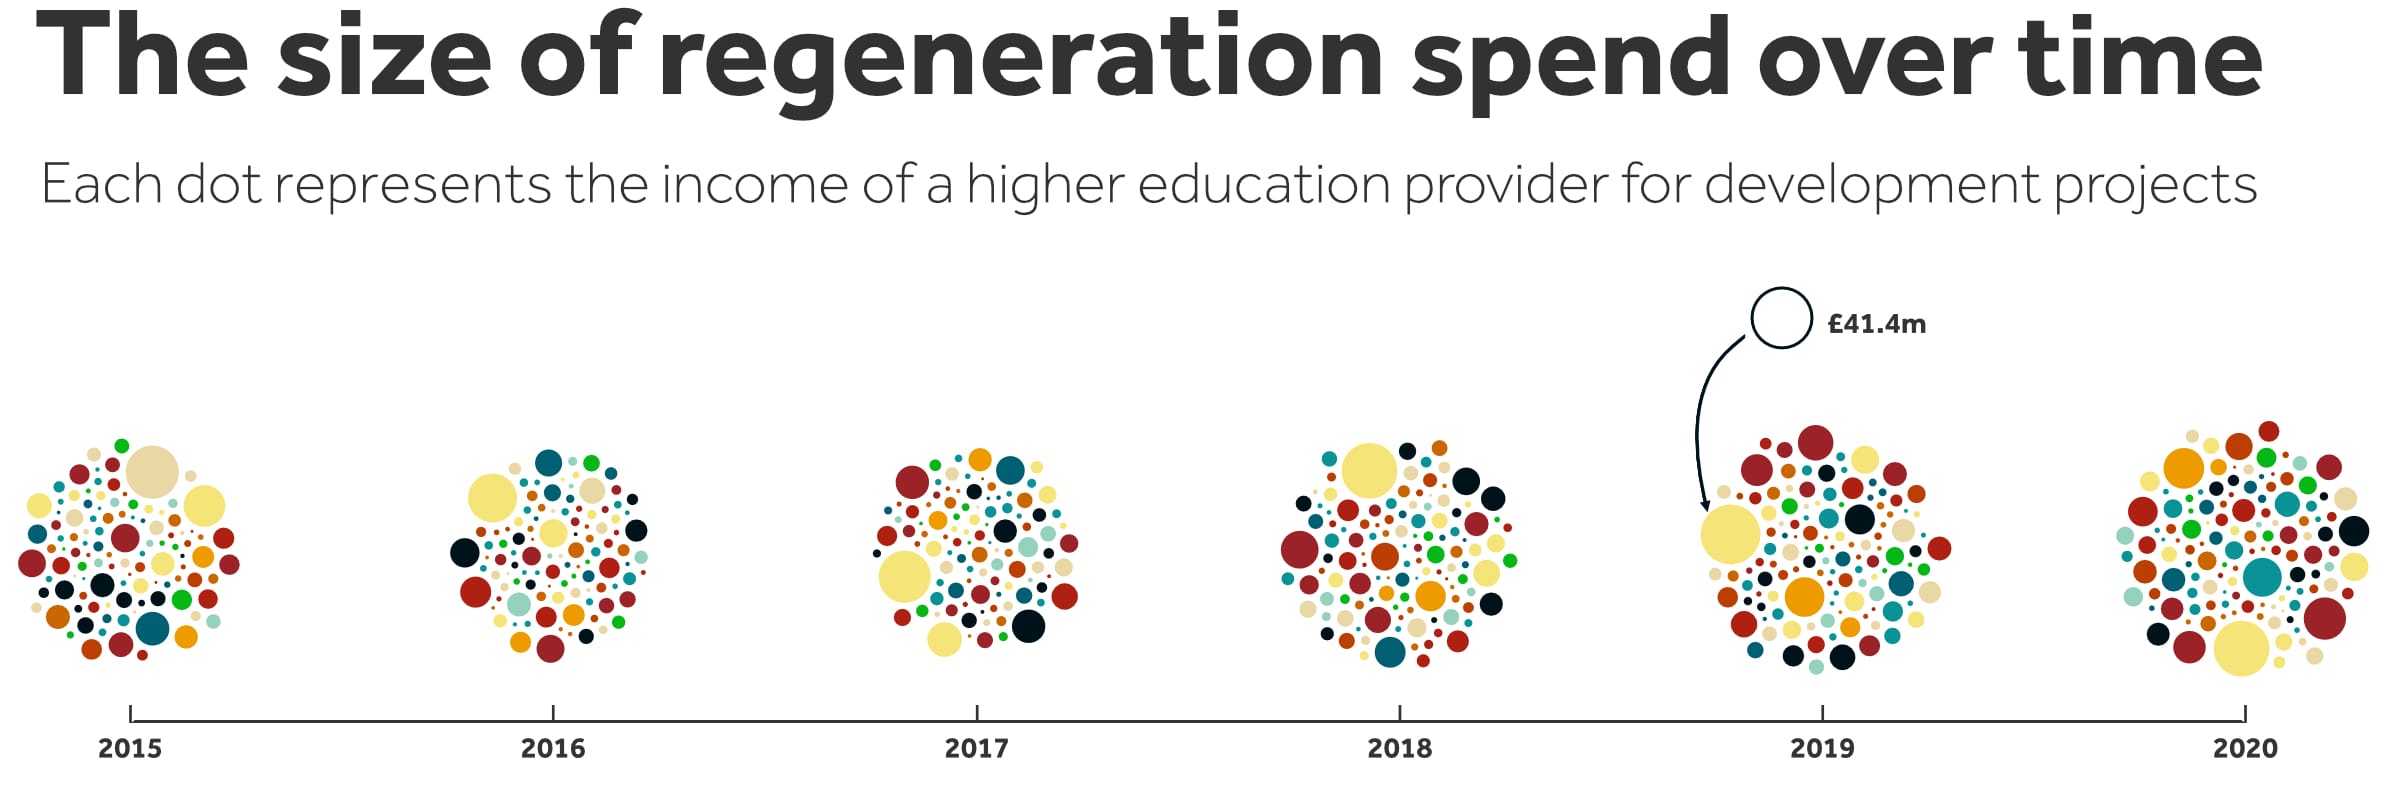 The size of regeneration spend over time
Each dot represents the income of a higher education provider for development projects
£41.4m
2015 2016 2017 2018 2019 2020